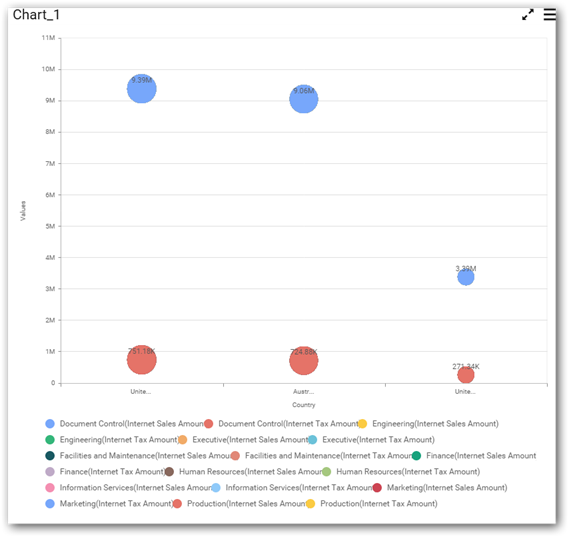 Chart_1
11M
10M
9.39M
9.06M
9M
8M
7M
6M
5M
4M
3.39M
3M
2M
1M
751.18K
724.88K
271.34K
0
Values
Unite...
Austr...
Unite...
Country
Document Control(Internet Sales Amount Document Control(Internet Tax Amount) Engineering(Internet Sales Amount)
Engineering(Internet Tax Amount) Executive(Internet Sales Amount) Executive(Internet Tax Amount)
Facilities and Maintenance(Internet Sales Amou Facilities and Maintenance(Internet Tax Amount) Finance(Internet Sales Amount
Finance(Internet Tax Amount) Human Resources(Internet Sales Amount) Human Resources(Internet Tax Amount)
Information Services(Internet Sales Amount) Information Services(Internet Tax Amount) Marketing(Internet Sales Amount)
Marketing(Internet Tax Amount) Production(Internet Sales Amount) Production(Internet Tax Amount)